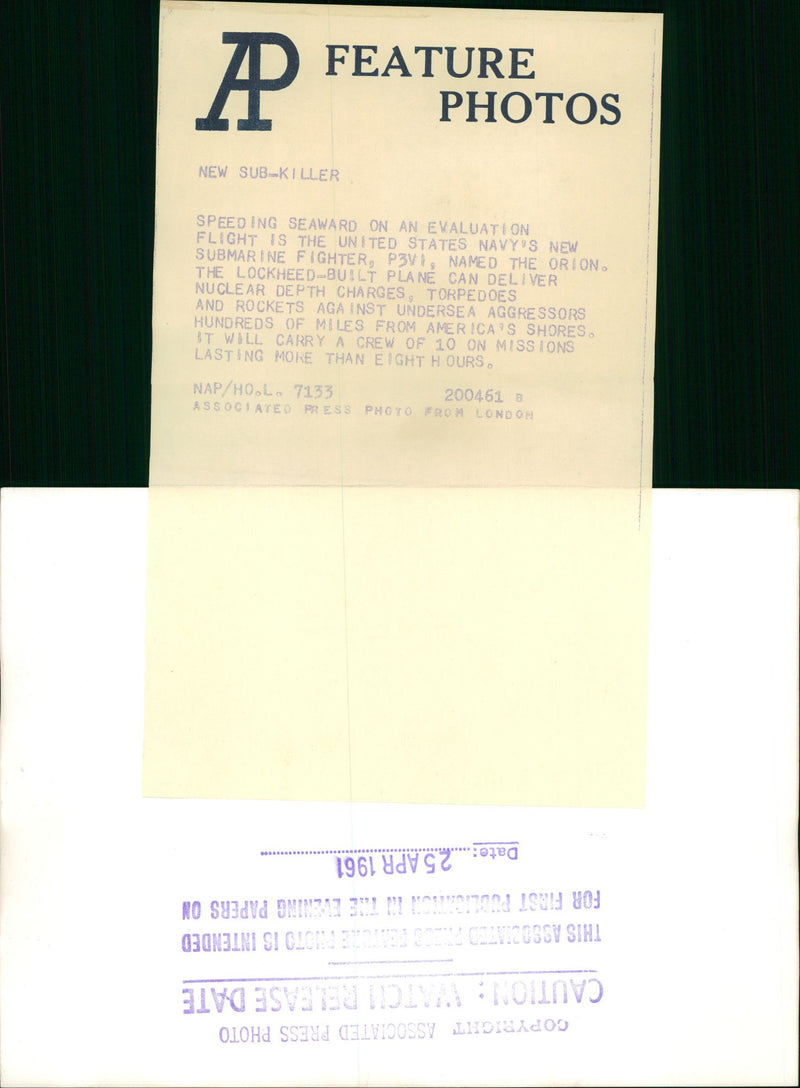 AP FEATURE
PHOTOS
NEW SUB-KILLER
SPEEDING SEAWARD ON AN EVALUATION
FLIGHT IS THE UNITED STATES NAVY'S NEW
SUBMARINE FIGHTER, P3V1, NAMED THE ORION.
THE LOCKHEED-BUILT PLANE CAN DELIVER
NUCLEAR DEPTH CHARGES, TORPEDOES
AND ROCKETS AGAINST UNDERSEA AGGRESSORS
HUNDREDS OF MILES FROM AMERICA'S SHORES.
IT WILL CARRY A CREW OF 10 ON MISSIONS
LASTING MORE THAN EIGHT HOURS.
NAP/HO.L. 7133 200461 B
ASSOCIATED PRESS PHOTO FROM LONDON
COPYRIGHT ASSOCIATED PRESS PHOTO
CAUTION: WATCH RELEASE DATE
THIS ASSOCIATED PRESS FEATURE PHOTO IS INTENDED
FOR FIRST PUBLICATION IN THE EVENING PAPERS ON
Date: 25 APR 1961